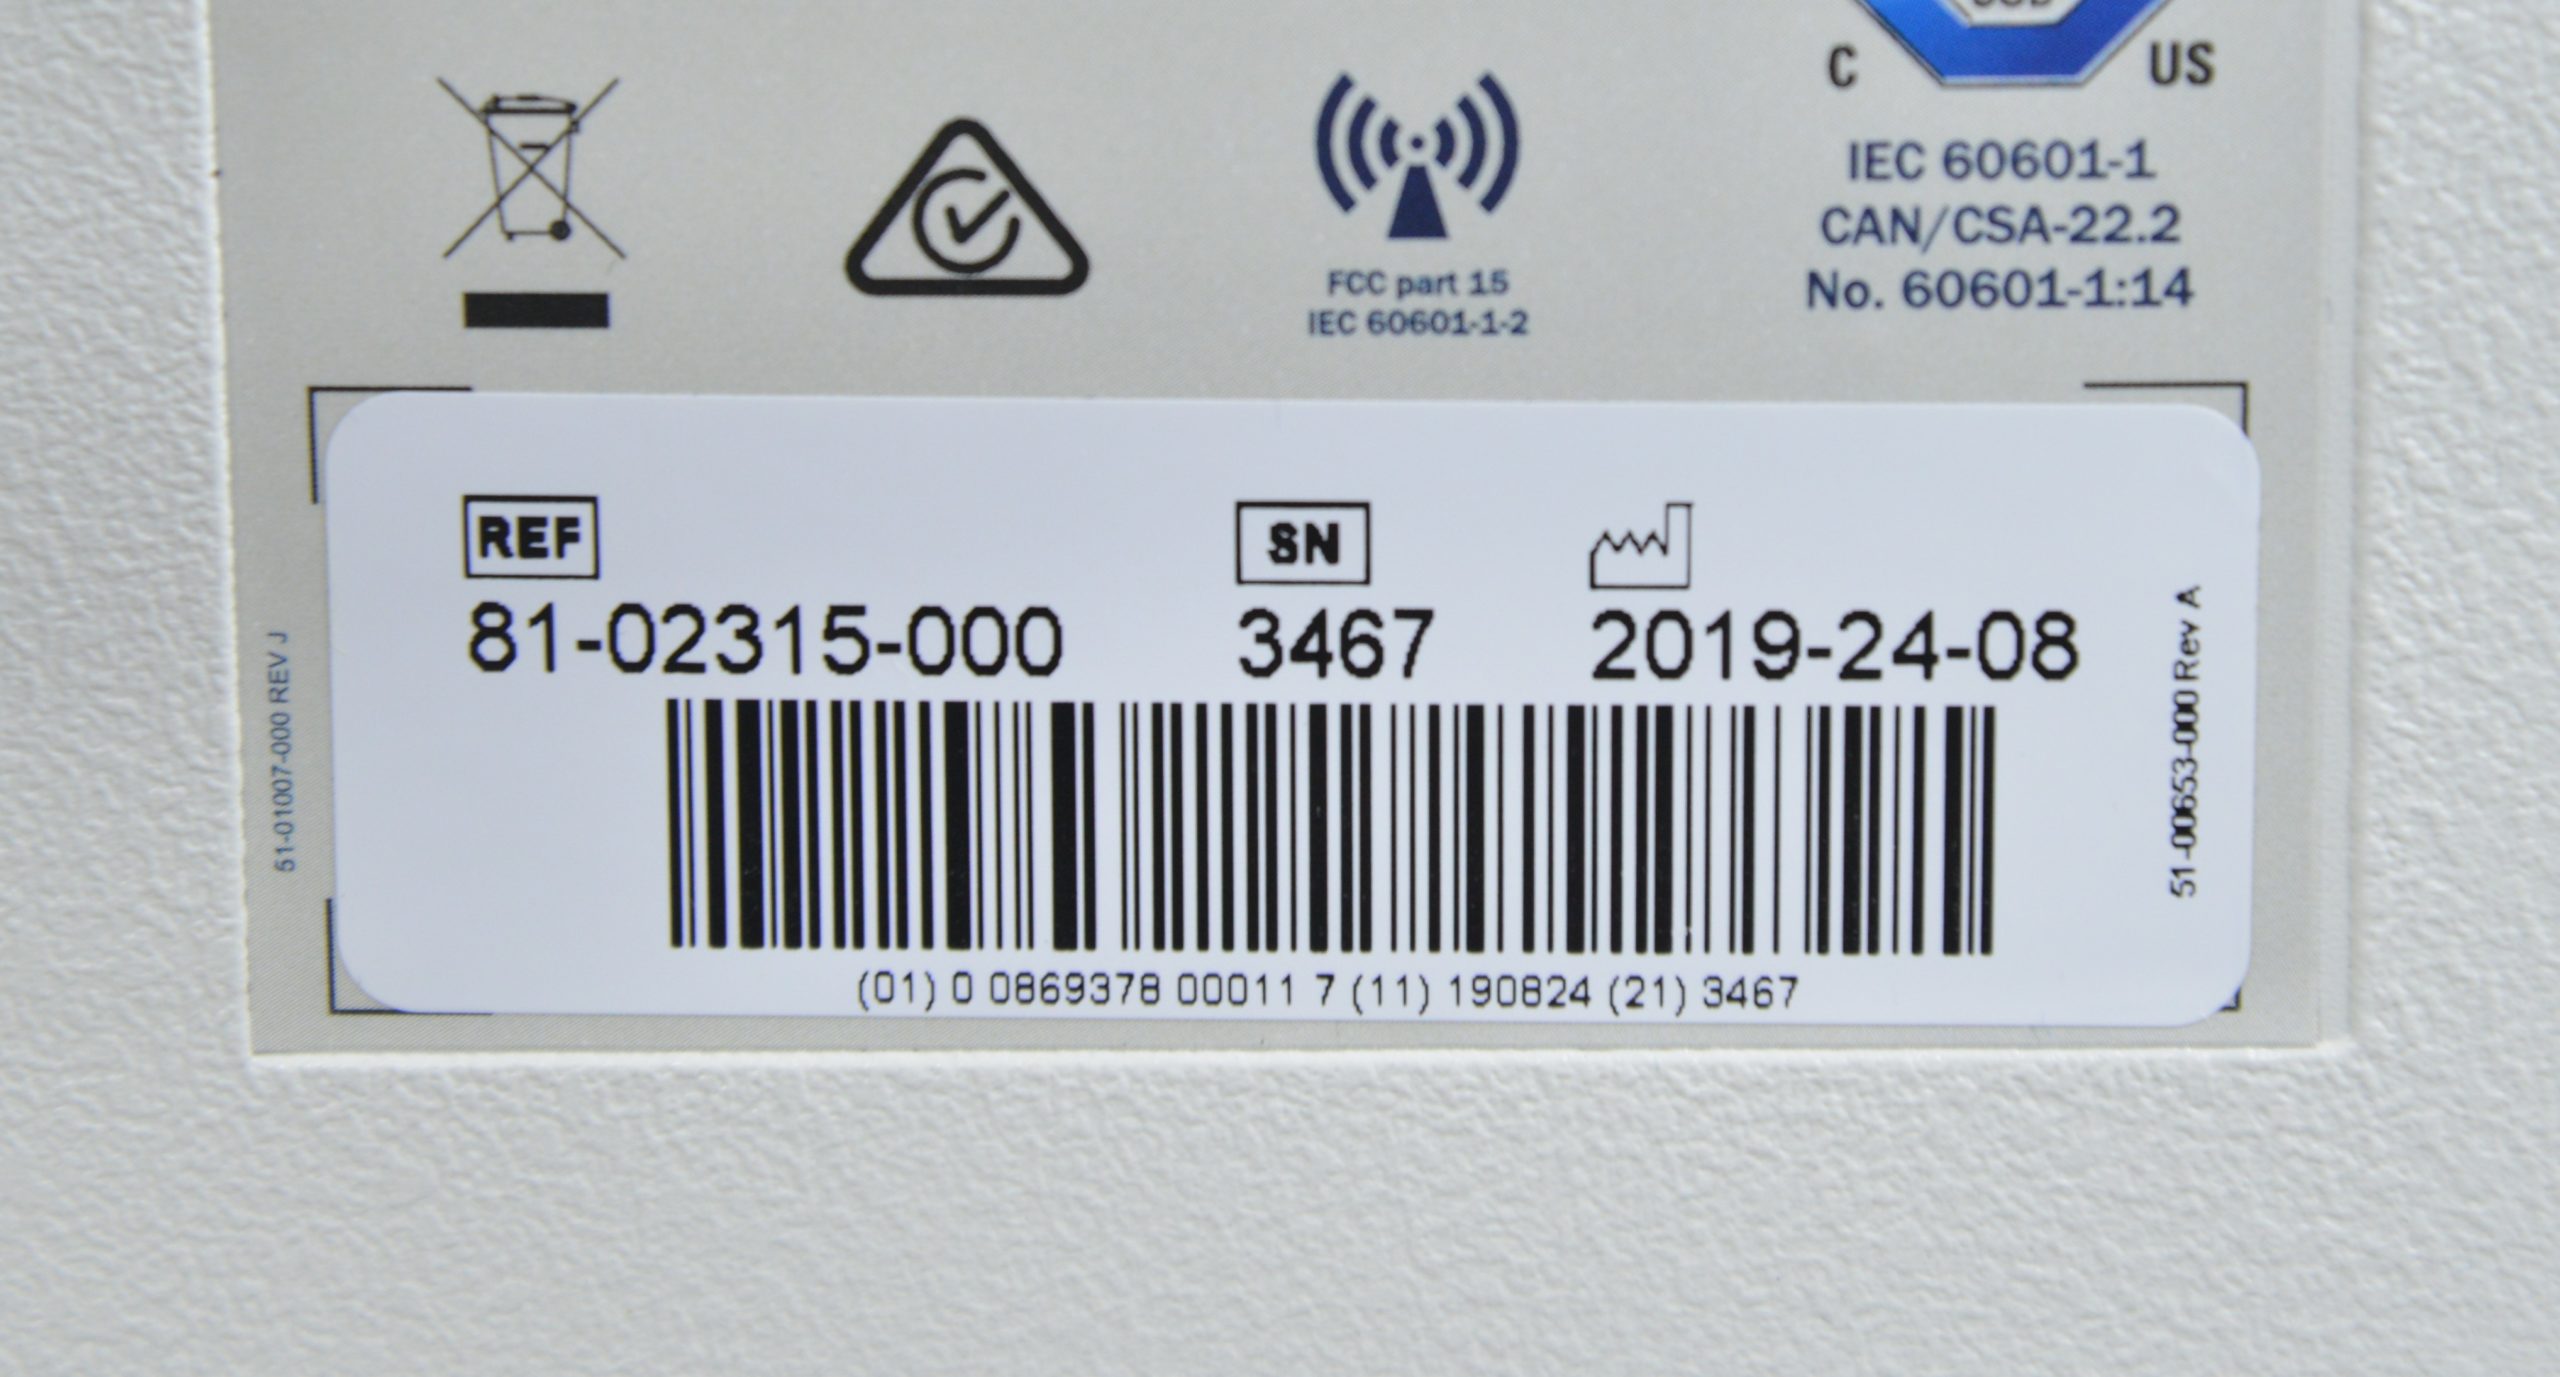 C US
IEC 60601-1
CAN/CSA-22.2
No. 60601-1:14
FCC part 15
IEC 60601-1-2
REF SN
81-02315-000 3467 2019-24-08
(01) 0 0869378 00011 7 (11) 190824 (21) 3467
51-01007-000 REV J
51-00653-000 Rev A